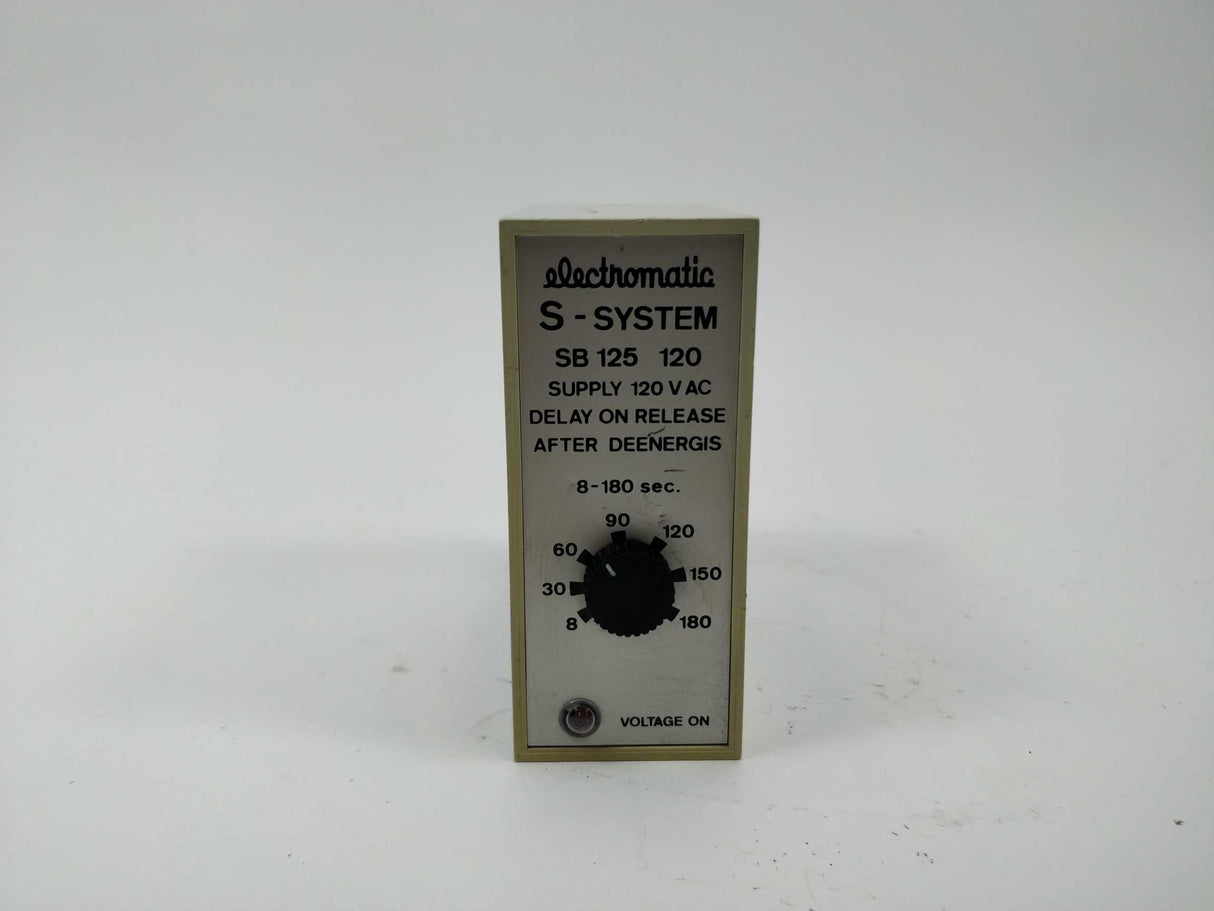 electromatic
S - SYSTEM
SB 125 120
SUPPLY 120 V AC
DELAY ON RELEASE
AFTER DEENERGIS
8-180 sec.
90
60 120
30 150
8 180
VOLTAGE ON